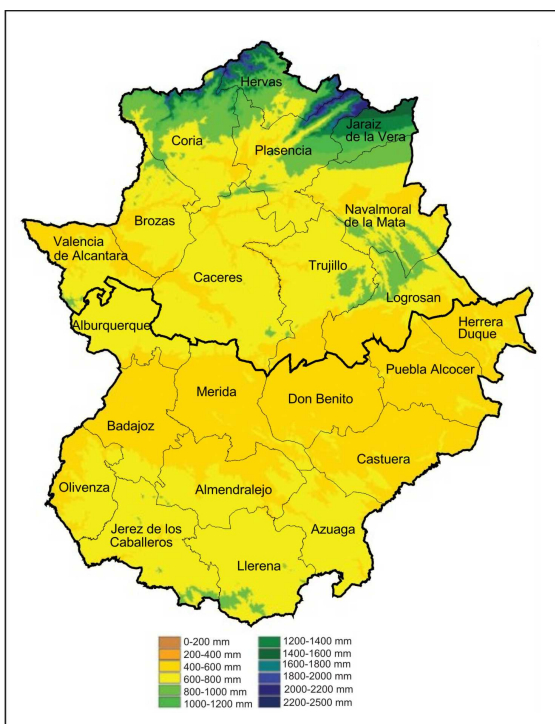 Hervas
Jaraiz
de la Vera
Coria
Plasencia
Brozas
Navalmoral
de la Mata
Valencia
de Alcantara
Caceres
Trujillo
Logrosan
Alburquerque
Herrera
Duque
Puebla Alcocer
Merida
Don Benito
Badajoz
Castuera
Olivenza
Almendralejo
Azuaga
Jerez de los
Caballeros
Llerena
0-200 mm
200-400 mm
400-600 mm
600-800 mm
800-1000 mm
1000-1200 mm
1200-1400 mm
1400-1600 mm
1600-1800 mm
1800-2000 mm
2000-2200 mm
2200-2500 mm